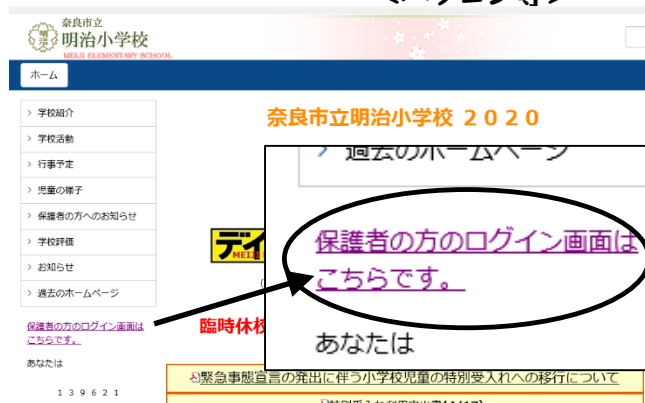 奈良市立
明治小学校
MEIJI ELEMENTARY SCHOOL
ホーム
> 学校紹介
> 学校活動
> 行事予定
> 児童の様子
> 保護者の方へのお知らせ
> 学校評価
> お知らせ
> 過去のホームページ
保護者の方のログイン画面は
こちらです。
あなたは
1 3 9 6 2 1
奈良市立明治小学校 2020
> 過去のホームページ
保護者の方のログイン画面は
こちらです。
あなたは
デイ
臨時休校
緊急事態宣言の発出に伴う小学校児童の特別受入れへの移行について